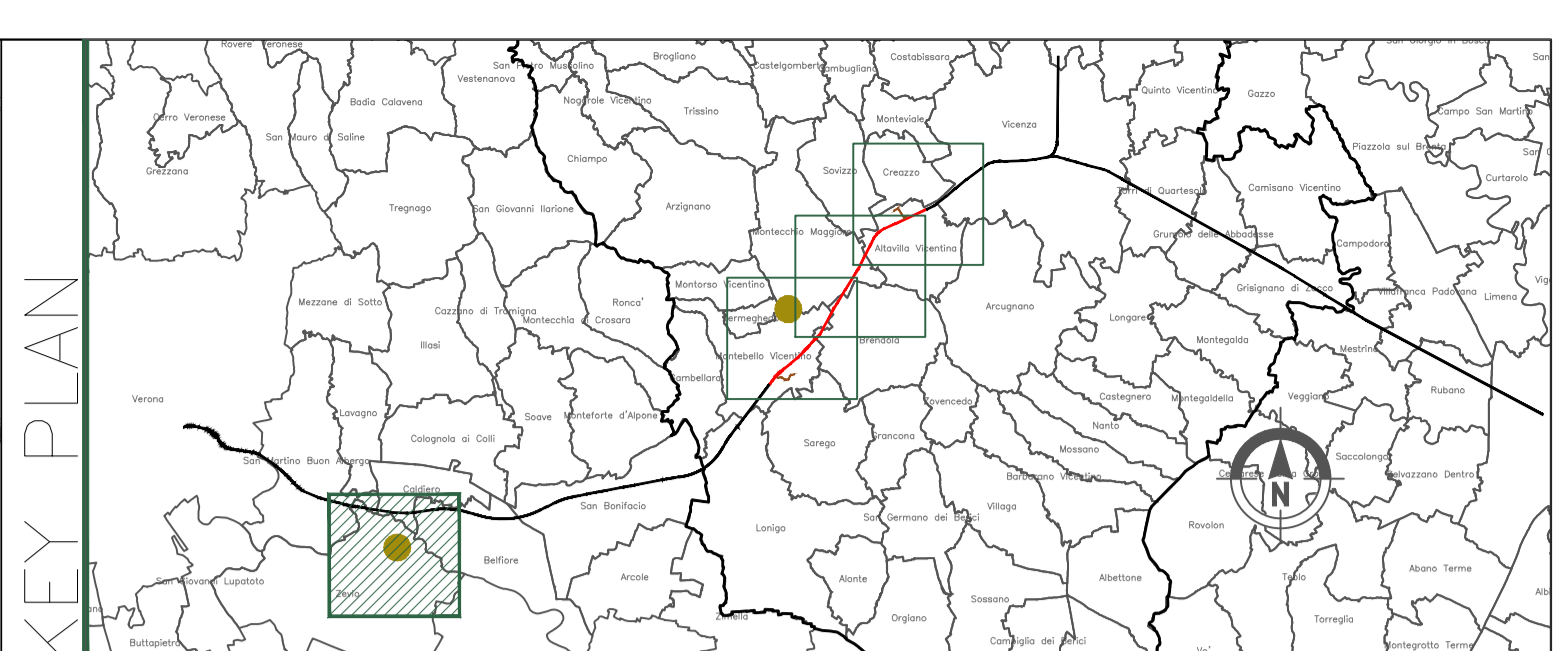 KEY PLAN
Rovere' Veronese
Brogliano
Costabissara
San Pietro Mussolino
Castelgomberto
Gambugliano
Vestenanova
Quinto Vicentino
Gazzo
Badia Calavena
Nogarole Vicentino
Trissino
Campo San Martino
Cerro Veronese
Monteviale
Vicenza
San Mauro di Saline
Piazzola sul Brenta
Chiampo
Grezzana
Sovizzo
Creazzo
Curtarolo
Torri di Quartesolo
Camisano Vicentino
Tregnago
San Giovanni Ilarione
Arzignano
Montecchio Maggiore
Grumolo delle Abbadesse
Altavilla Vicentina
Campodoro
Montorso Vicentino
Grisignano di Zocco
Villafranca Padovana
Limena
Mezzane di Sotto
Ronca'
Arcugnano
Cazzano di Tramigna
Montecchia di Crosara
Zermeghedo
Longare
Illasi
Brendola
Montegalda
Mestrino
Montebello Vicentino
Gambellara
Rubano
Verona
Castegnero
Montegaldella
Veggiano
Zovencedo
Lavagno
Soave
Monteforte d'Alpone
Nanto
Colognola ai Colli
Sarego
Grancona
Mossano
San Martino Buon Albergo
Saccolongo
Barbarano Vicentino
Selvazzano Dentro
Caldiero
N
San Bonifacio
Villaga
San Germano dei Berici
Lonigo
Rovolon
Belfiore
San Giovanni Lupatoto
Arcole
Alonte
Albettone
Teolo
Abano Terme
Zevio
Sossano
Zimella
Orgiano
Torreglia
Buttapietra
Campiglia dei Berici
Montegrotto Terme
Vo'